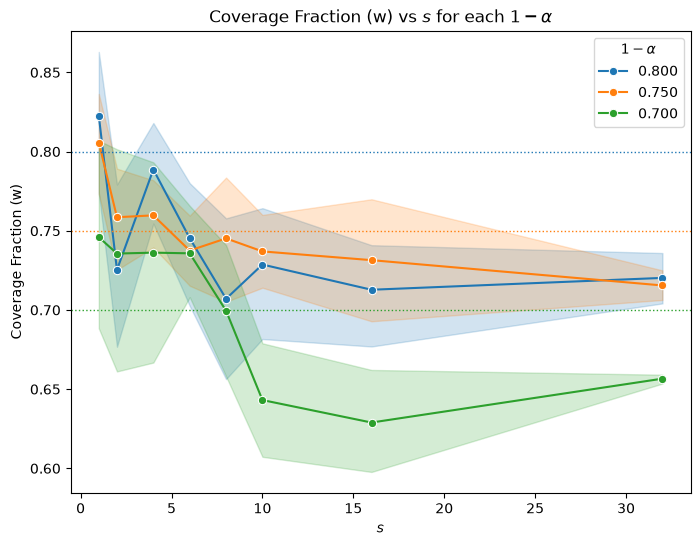 Coverage Fraction (w) vs s for each 1 − α
1 − α
0.800
0.750
0.700
Coverage Fraction (w)
0.85
0.80
0.75
0.70
0.65
0.60
0 5 10 15 20 25 30
s